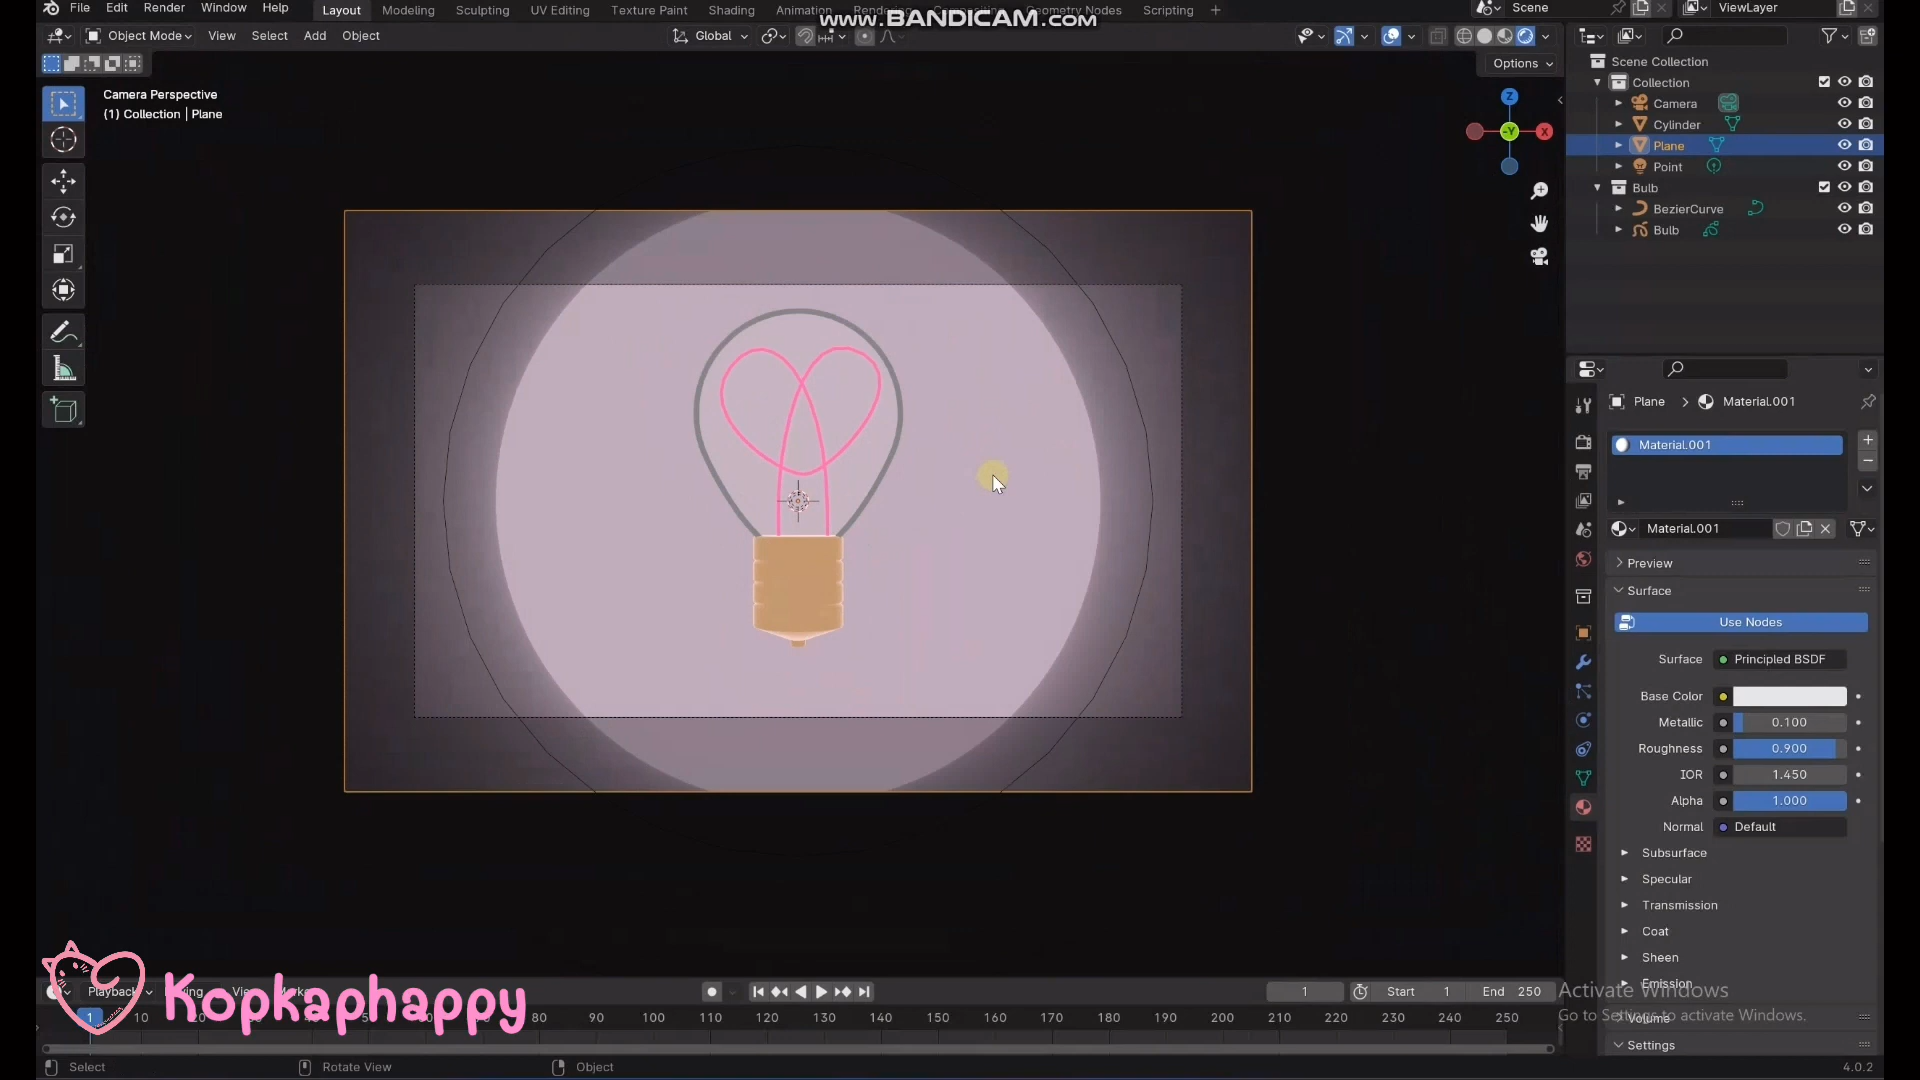 File Edit Render Window Help Layout Modeling Sculpting UV Editing Texture Paint Shading Animation Geometry Nodes Scripting +
www.BANDICAM.com
Scene ViewLayer
Object Mode View Select Add Object Global
Options
Camera Perspective
(1) Collection | Plane
Z
-Y
X
Scene Collection
Collection
Camera
Cylinder
Plane
Point
Bulb
BezierCurve
Bulb
Plane > Material.001
Material.001
Material.001
Preview
Surface
Use Nodes
Surface Principled BSDF
Base Color
Metallic 0.100
Roughness 0.900
IOR 1.450
Alpha 1.000
Normal Default
Subsurface
Specular
Transmission
Coat
Sheen
Emission
Volume
Settings
Activate Windows
Go to Settings to activate Windows.
Kopkaphappy
Playback
1 Start 1 End 250
1 10 80 90 100 110 120 130 140 150 160 170 180 190 200 210 220 230 240 250
Select Rotate View Object 4.0.2